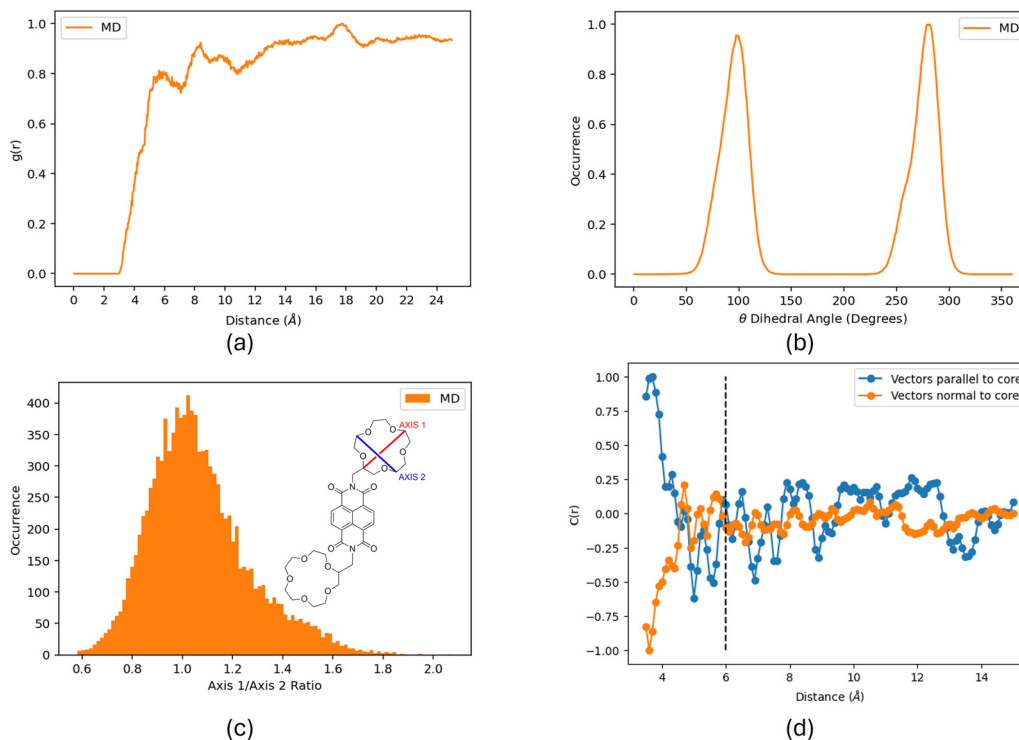 1.0
0.8
0.6
0.4
0.2
0.0
g(r)
MD
0 2 4 6 8 10 12 14 16 18 20 22 24
Distance (Å)
(a)
1.0
0.8
0.6
0.4
0.2
0.0
Occurrence
MD
0 50 100 150 200 250 300 350
θ Dihedral Angle (Degrees)
(b)
400
350
300
250
200
150
100
50
0
Occurrence
MD
AXIS 1
AXIS 2
O
O
O
O
O
O
N
O O
O O
N
O
O
O
O
O
O
0.6 0.8 1.0 1.2 1.4 1.6 1.8 2.0
Axis 1/Axis 2 Ratio
(c)
1.00
0.75
0.50
0.25
0.00
−0.25
−0.50
−0.75
−1.00
C(r)
Vectors parallel to core
Vectors normal to core
4 6 8 10 12 14
Distance (Å)
(d)